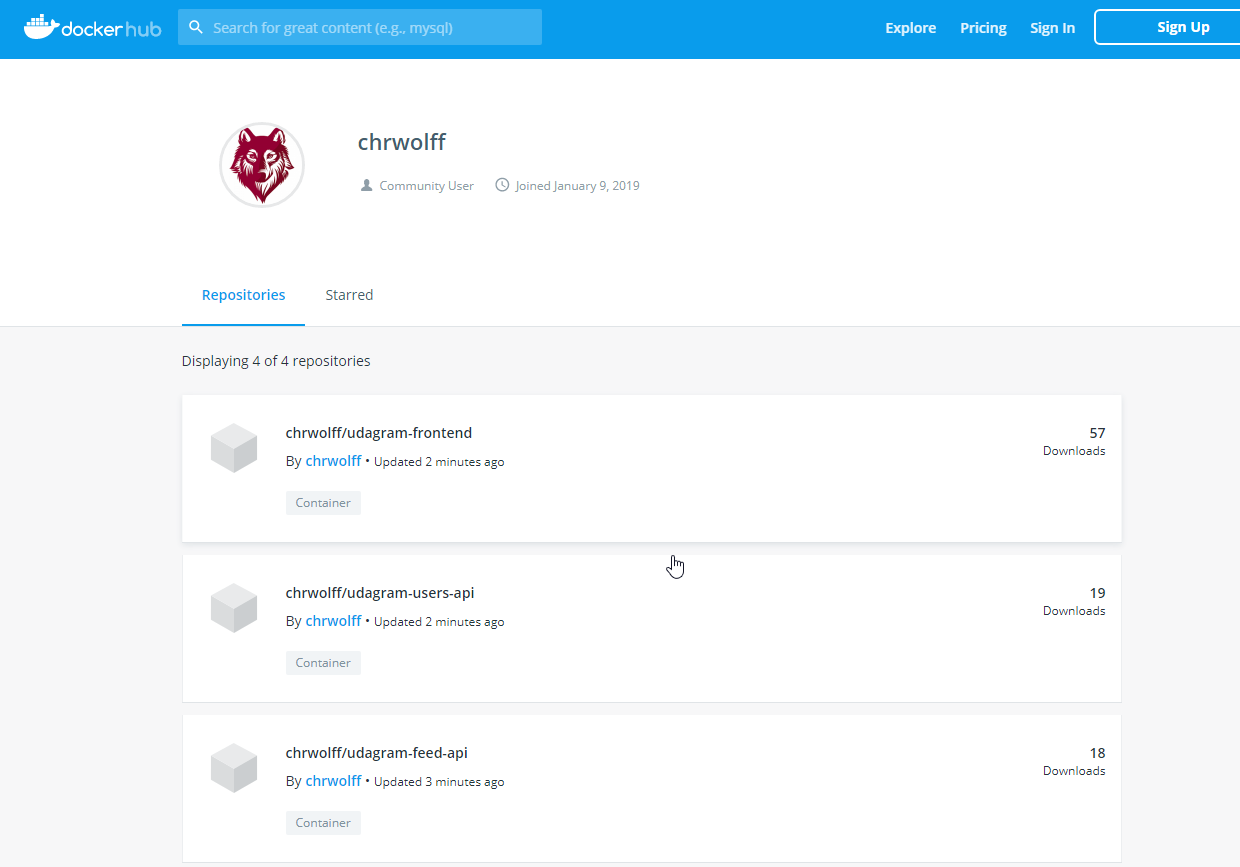 dockerhub
Search for great content (e.g., mysql)
Explore Pricing Sign In Sign Up
chrwolff
Community User Joined January 9, 2019
Repositories Starred
Displaying 4 of 4 repositories
chrwolff/udagram-frontend
57
By chrwolff • Updated 2 minutes ago
Downloads
Container
chrwolff/udagram-users-api
19
By chrwolff • Updated 2 minutes ago
Downloads
Container
chrwolff/udagram-feed-api
18
By chrwolff • Updated 3 minutes ago
Downloads
Container